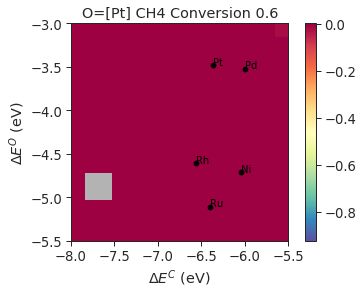 O=[Pt] CH4 Conversion 0.6
−3.0
−3.5
−4.0
−4.5
−5.0
−5.5
ΔE^O (eV)
Pt
Pd
Rh
Ni
Ru
−8.0 −7.5 −7.0 −6.5 −6.0 −5.5
ΔE^C (eV)
0.0
−0.2
−0.4
−0.6
−0.8